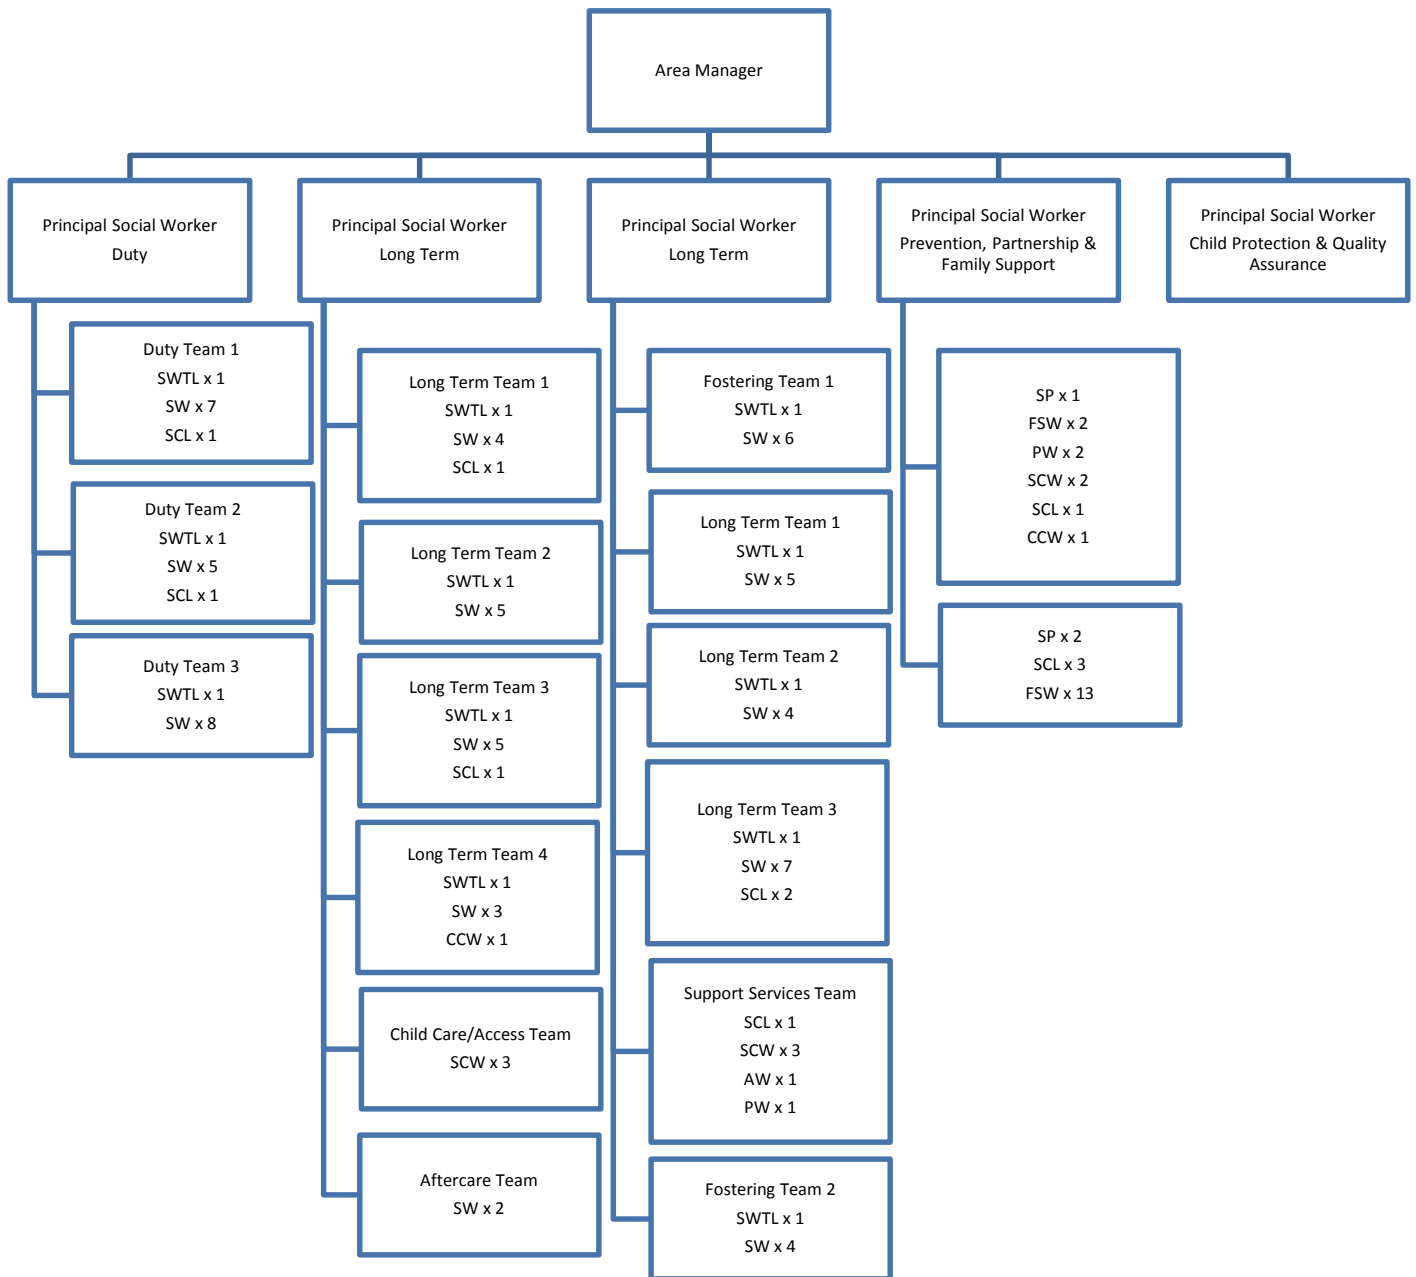 Area Manager
Principal Social Worker
Duty
Principal Social Worker
Long Term
Principal Social Worker
Long Term
Principal Social Worker
Prevention, Partnership &
Family Support
Principal Social Worker
Child Protection & Quality
Assurance
Duty Team 1
SWTL x 1
SW x 7
SCL x 1
Duty Team 2
SWTL x 1
SW x 5
SCL x 1
Duty Team 3
SWTL x 1
SW x 8
Long Term Team 1
SWTL x 1
SW x 4
SCL x 1
Long Term Team 2
SWTL x 1
SW x 5
Long Term Team 3
SWTL x 1
SW x 5
SCL x 1
Long Term Team 4
SWTL x 1
SW x 3
CCW x 1
Child Care/Access Team
SCW x 3
Aftercare Team
SW x 2
Fostering Team 1
SWTL x 1
SW x 6
Long Term Team 1
SWTL x 1
SW x 5
Long Term Team 2
SWTL x 1
SW x 4
Long Term Team 3
SWTL x 1
SW x 7
SCL x 2
Support Services Team
SCL x 1
SCW x 3
AW x 1
PW x 1
Fostering Team 2
SWTL x 1
SW x 4
SP x 1
FSW x 2
PW x 2
SCW x 2
SCL x 1
CCW x 1
SP x 2
SCL x 3
FSW x 13